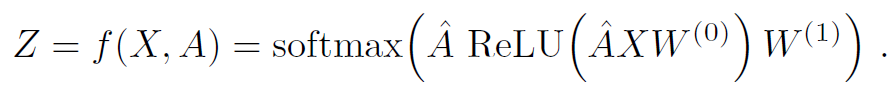 Z = f(X, A) = softmax(Â ReLU(ÂXW⁽⁰⁾) W⁽¹⁾) .